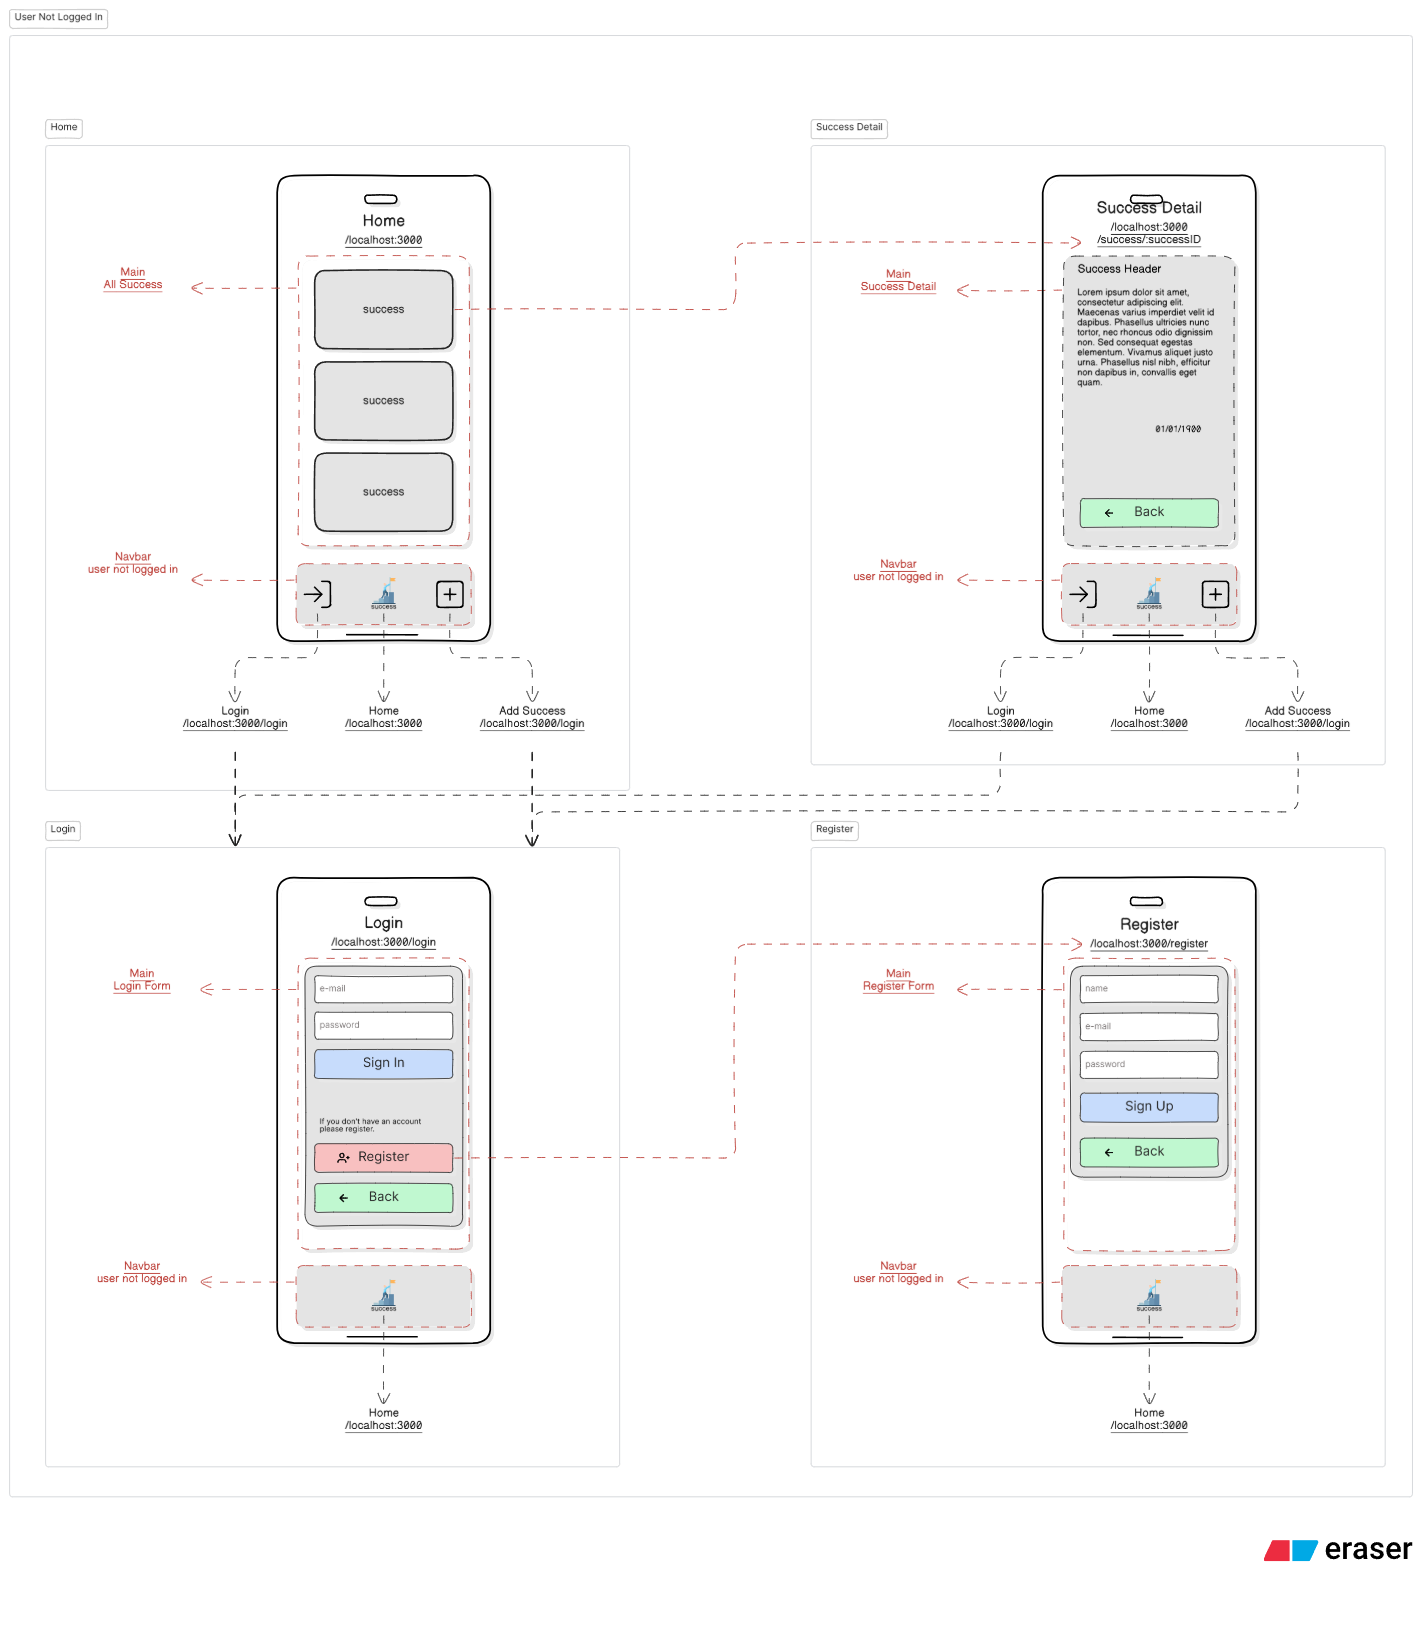 User Not Logged In
Home
Home
/localhost:3000
Main
All Success
success
success
success
Navbar
user not logged in
success
Login
/localhost:3000/login
Home
/localhost:3000
Add Success
/localhost:3000/login
Success Detail
Success Detail
/localhost:3000
/success/:successID
Main
Success Detail
Success Header
Lorem ipsum dolor sit amet,
consectetur adipiscing elit.
Maecenas varius imperdiet velit id
dapibus. Phasellus ultricies nunc
tortor, nec rhoncus odio dignissim
non. Sed consequat egestas
elementum. Vivamus aliquet justo
urna. Phasellus nisl nibh, efficitur
non dapibus in, convallis eget
quam.
01/01/1900
Back
Navbar
user not logged in
success
Login
/localhost:3000/login
Home
/localhost:3000
Add Success
/localhost:3000/login
Login
Login
/localhost:3000/login
Main
Login Form
e-mail
password
Sign In
If you don't have an account
please register.
Register
Back
Navbar
user not logged in
success
Home
/localhost:3000
Register
Register
/localhost:3000/register
Main
Register Form
name
e-mail
password
Sign Up
Back
Navbar
user not logged in
success
Home
/localhost:3000
eraser